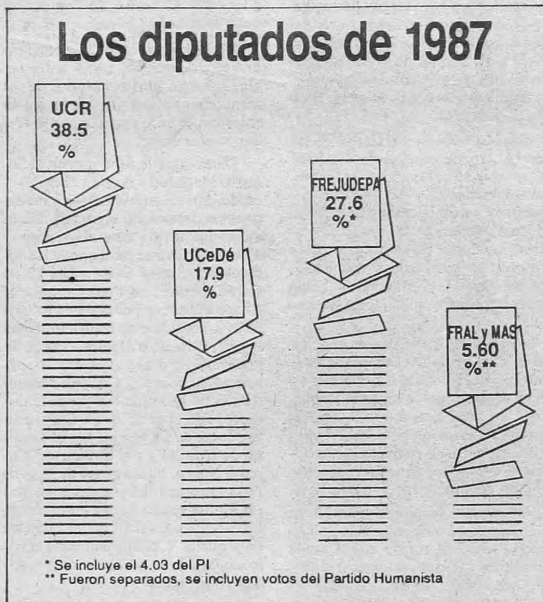 Los diputados de 1987
UCR
38.5
%
UCeDé
17.9
%
FREJUDEPA
27.6
%*
FRAL y MAS
5.60
%**
* Se incluye el 4.03 del PI
** Fueron separados, se incluyen votos del Partido Humanista